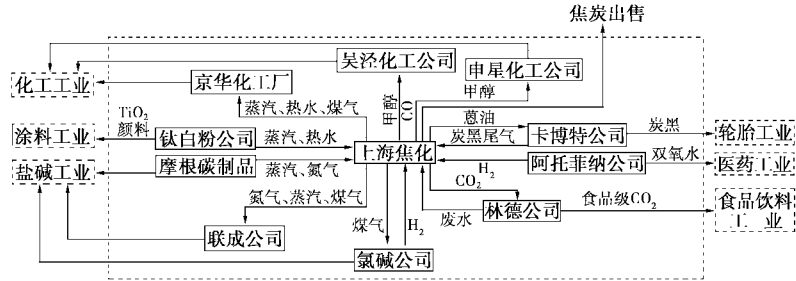 焦炭出售
吴泾化工公司
申星化工公司
化工工业
京华化工厂
甲醇
CO
甲醇
蒸汽、热水、煤气
TiO₂
颜料
蒽油
涂料工业
钛白粉公司
蒸汽、热水
上海焦化
炭黑尾气
卡博特公司
炭黑
轮胎工业
盐碱工业
摩根碳制品
蒸汽、氮气
H₂
阿托菲纳公司
双氧水
医药工业
CO₂
氮气、蒸汽、煤气
林德公司
食品级CO₂
食品饮料
工业
联成公司
煤气
H₂
废水
氯碱公司